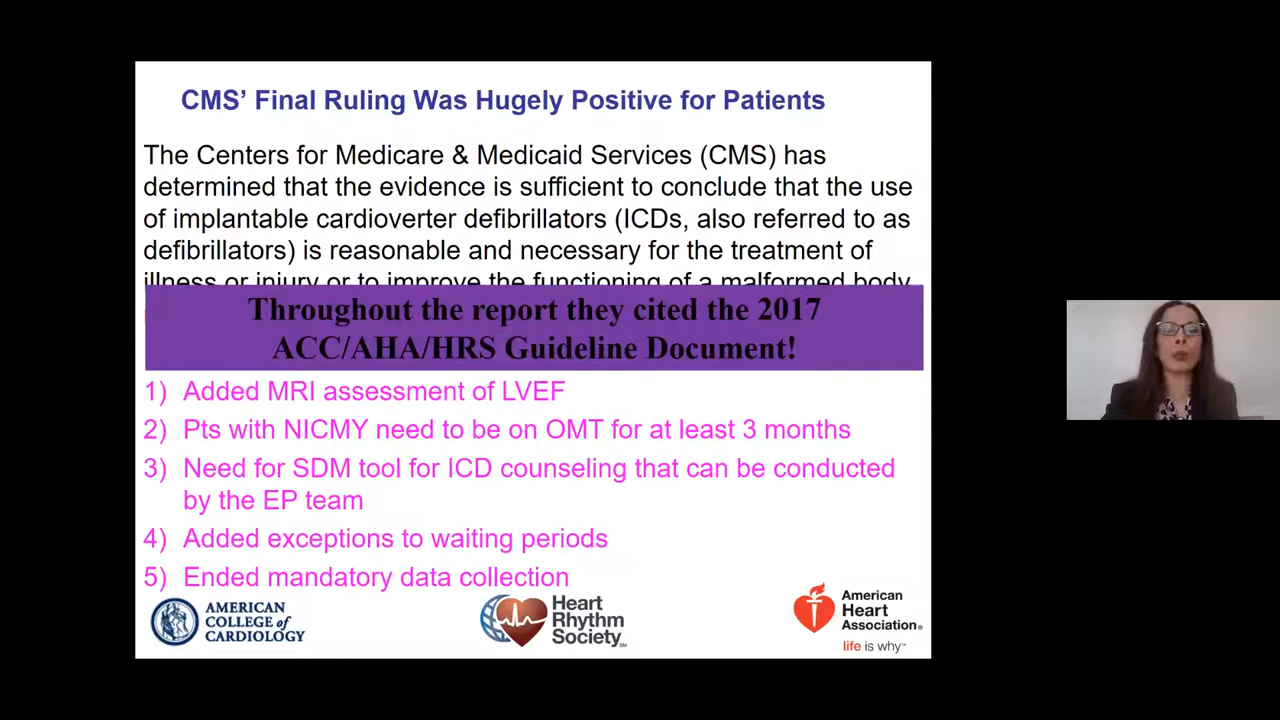 CMS' Final Ruling Was Hugely Positive for Patients
The Centers for Medicare & Medicaid Services (CMS) has
determined that the evidence is sufficient to conclude that the use
of implantable cardioverter defibrillators (ICDs, also referred to as
defibrillators) is reasonable and necessary for the treatment of
illness or injury or to improve the functioning of a malformed body
Throughout the report they cited the 2017
ACC/AHA/HRS Guideline Document!
1) Added MRI assessment of LVEF
2) Pts with NICMY need to be on OMT for at least 3 months
3) Need for SDM tool for ICD counseling that can be conducted
by the EP team
4) Added exceptions to waiting periods
5) Ended mandatory data collection
AMERICAN
COLLEGE of
CARDIOLOGY
Heart
Rhythm
Society
SM
American
Heart
Association®
life is why™